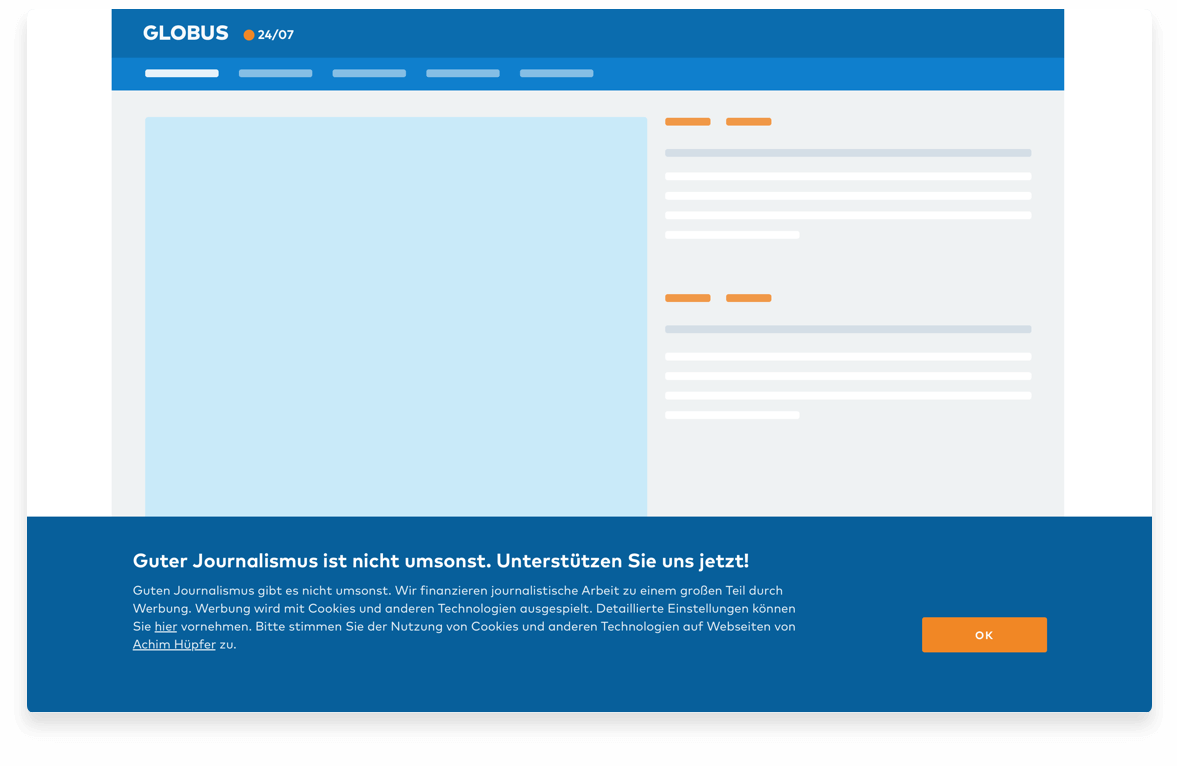 GLOBUS 24/07
Guter Journalismus ist nicht umsonst. Unterstützen Sie uns jetzt!
Guten Journalismus gibt es nicht umsonst. Wir finanzieren journalistische Arbeit zu einem großen Teil durch
Werbung. Werbung wird mit Cookies und anderen Technologien ausgespielt. Detaillierte Einstellungen können
Sie hier vornehmen. Bitte stimmen Sie der Nutzung von Cookies und anderen Technologien auf Webseiten von
Achim Hüpfer zu.
OK